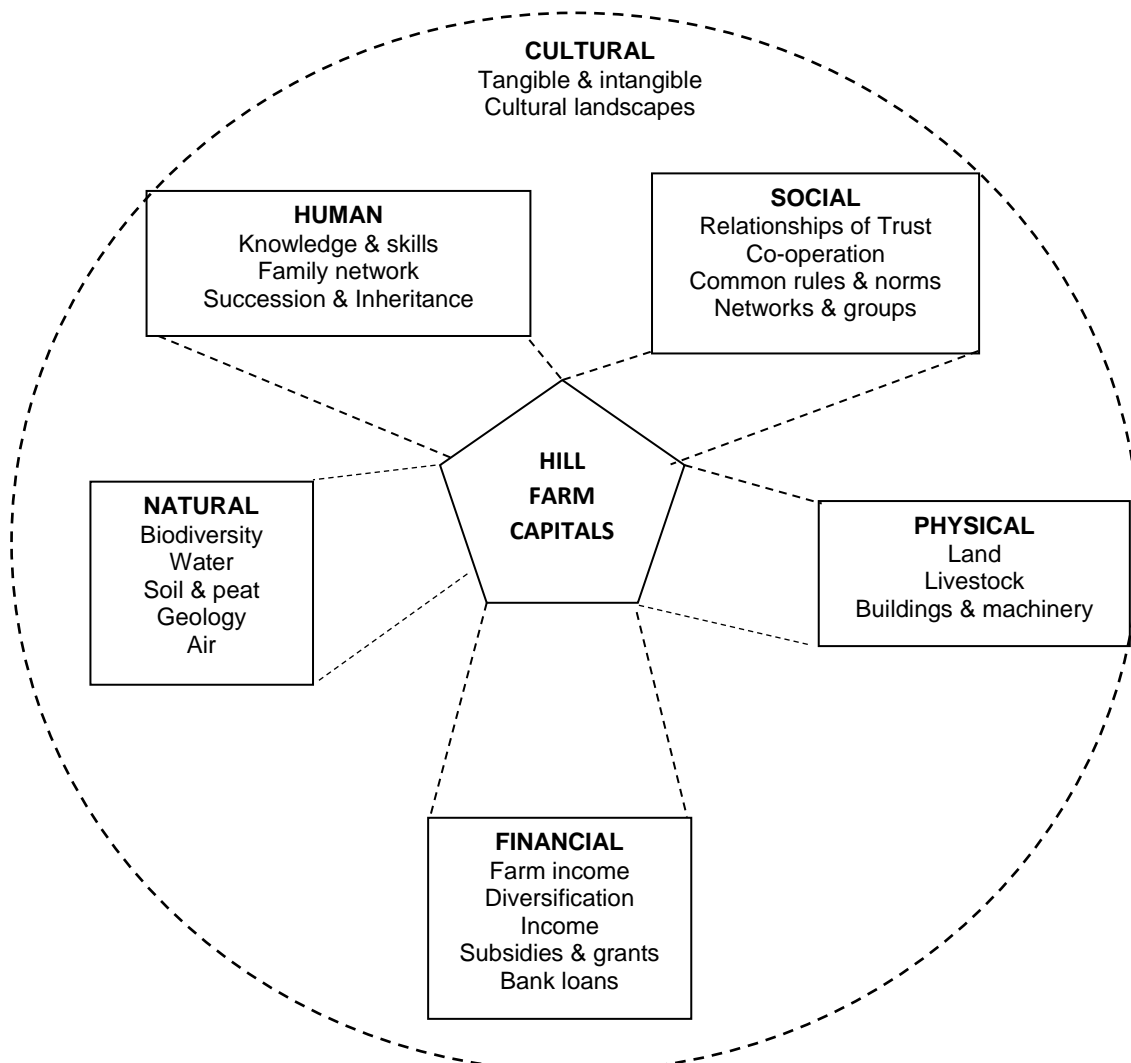 CULTURAL
Tangible & intangible
Cultural landscapes
HUMAN
Knowledge & skills
Family network
Succession & Inheritance
SOCIAL
Relationships of Trust
Co-operation
Common rules & norms
Networks & groups
HILL
FARM
CAPITALS
NATURAL
Biodiversity
Water
Soil & peat
Geology
Air
PHYSICAL
Land
Livestock
Buildings & machinery
FINANCIAL
Farm income
Diversification
Income
Subsidies & grants
Bank loans